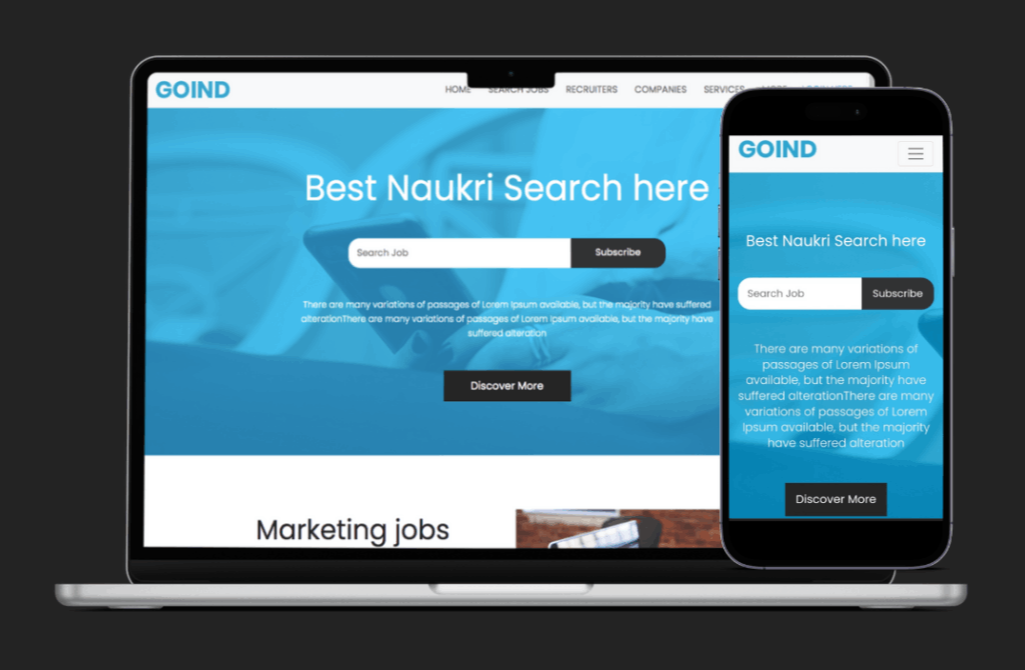 GOIND
HOME SEARCH JOBS RECRUITERS COMPANIES SERVICES
Best Naukri Search here
Search Job Subscribe
There are many variations of passages of Lorem Ipsum available, but the majority have suffered
alterationThere are many variations of passages of Lorem Ipsum available, but the majority have
suffered alteration
Discover More
Marketing jobs
GOIND
Best Naukri Search here
Search Job Subscribe
There are many variations of
passages of Lorem Ipsum
available, but the majority have
suffered alterationThere are many
variations of passages of Lorem
Ipsum available, but the majority
have suffered alteration
Discover More